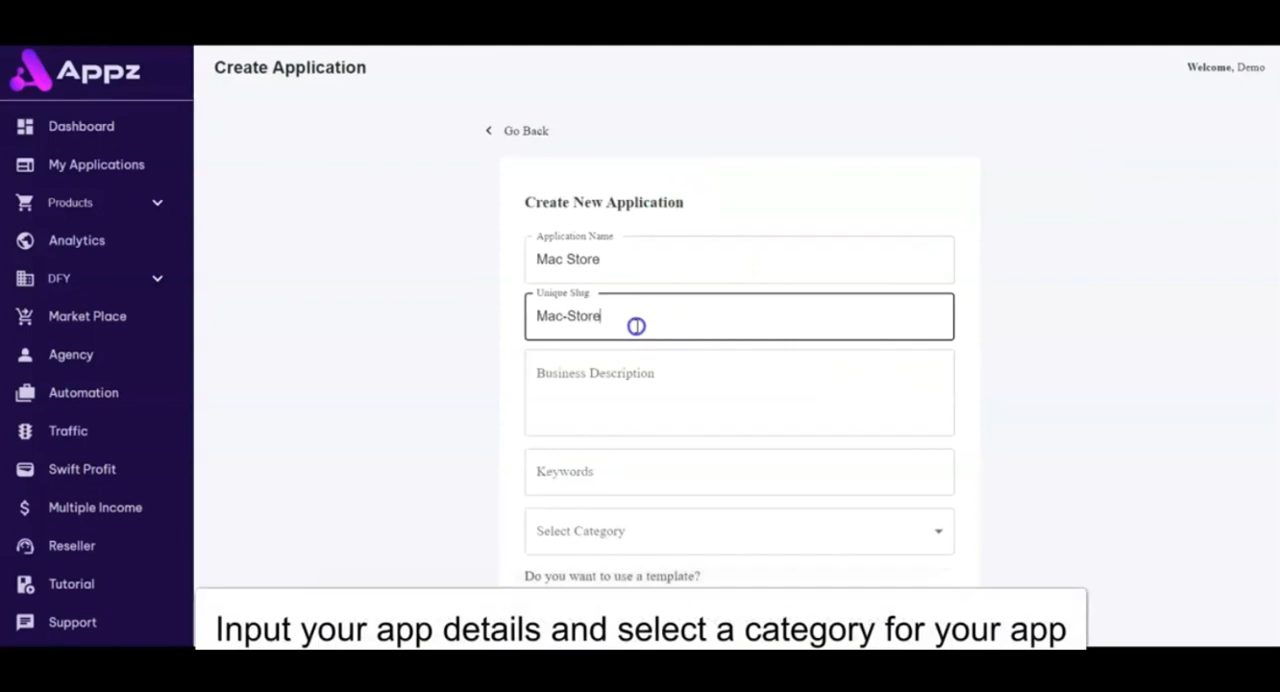 Appz
Create Application
Welcome, Demo
Dashboard
My Applications
Products
Analytics
DFY
Market Place
Agency
Automation
Traffic
Swift Profit
Multiple Income
Reseller
Tutorial
Support
Go Back
Create New Application
Application Name
Mac Store
Unique Slug
Mac-Store
Business Description
Keywords
Select Category
Do you want to use a template?
Input your app details and select a category for your app